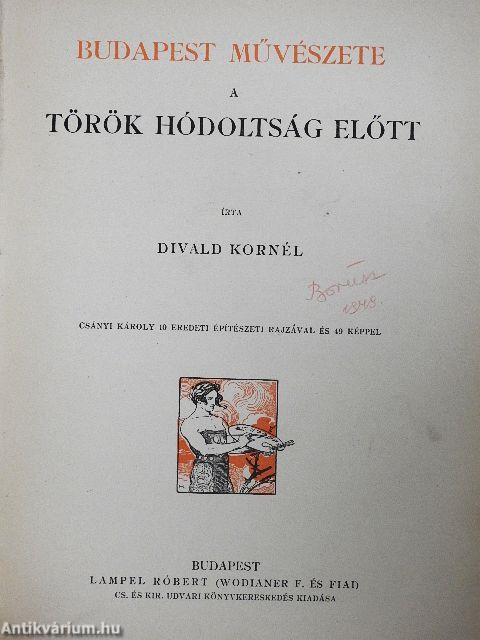 BUDAPEST MŰVÉSZETE
A
TÖRÖK HÓDOLTSÁG ELŐTT
ÍRTA
DIVALD KORNÉL
CSÁNYI KÁROLY 10 EREDETI ÉPÍTÉSZETI RAJZÁVAL ÉS 49 KÉPPEL
BUDAPEST
LAMPEL RÓBERT (WODIANER F. ÉS FIAI)
CS. ÉS KIR. UDVARI KÖNYVKERESKEDÉS KIADÁSA
Antikvárium.hu